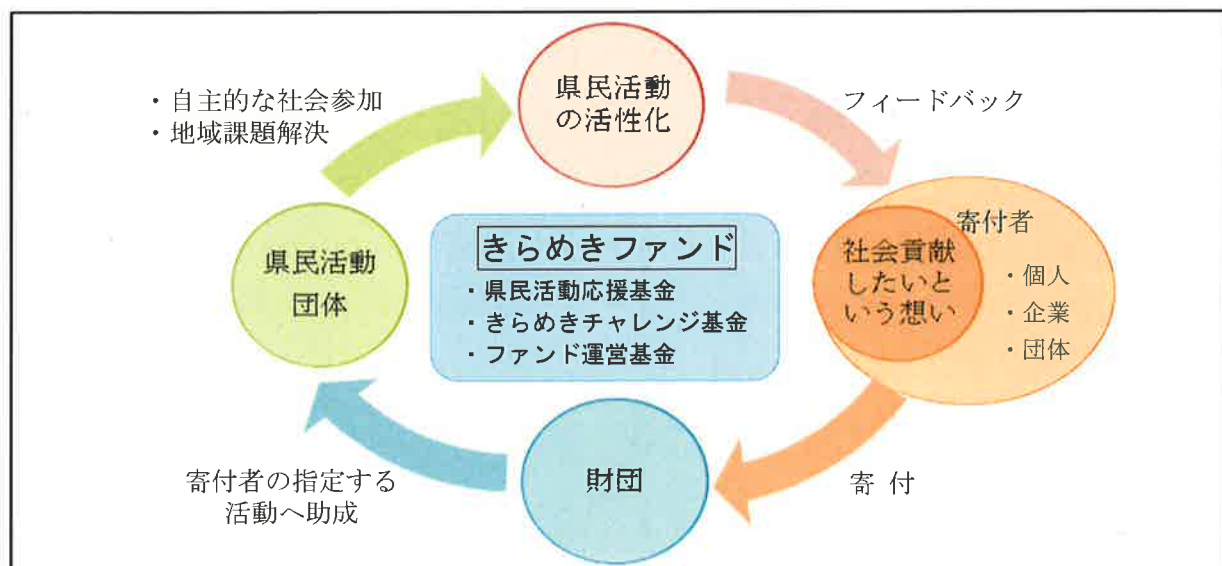 県民活動
の活性化
・自主的な社会参加
・地域課題解決
フィードバック
県民活動
団体
きらめきファンド
・県民活動応援基金
・きらめきチャレンジ基金
・ファンド運営基金
寄付者
社会貢献
したいと
いう想い
・個人
・企業
・団体
寄付者の指定する
活動へ助成
財団
寄 付